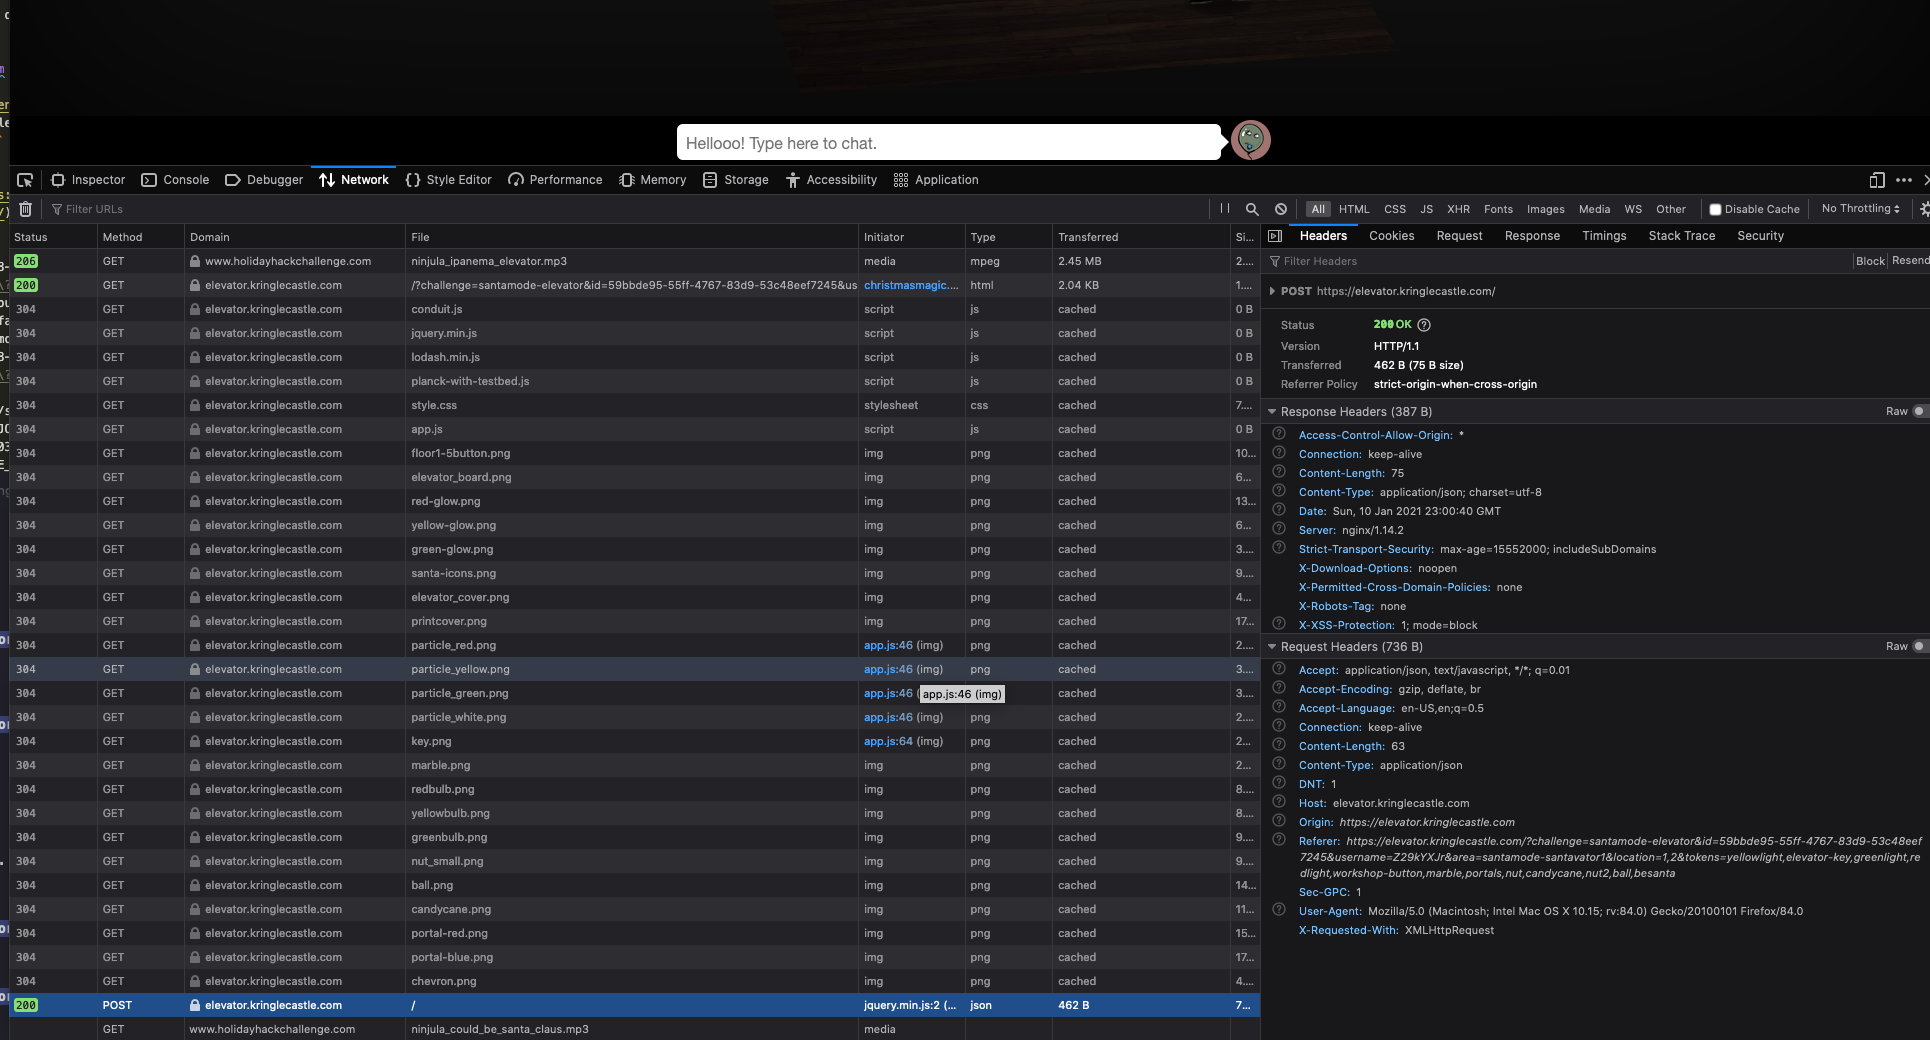 Hellooo! Type here to chat.
Inspector Console Debugger Network Style Editor Performance Memory Storage Accessibility Application
Filter URLs All HTML CSS JS XHR Fonts Images Media WS Other Disable Cache No Throttling
Status Method Domain File Initiator Type Transferred Si...
206 GET www.holidayhackchallenge.com ninjula_ipanema_elevator.mp3 media mpeg 2.45 MB 2....
200 GET elevator.kringlecastle.com /?challenge=santamode-elevator&id=59bbde95-55ff-4767-83d9-53c48eef7245&us christmasmagic.... html 2.04 KB 1....
304 GET elevator.kringlecastle.com conduit.js script js cached 0 B
304 GET elevator.kringlecastle.com jquery.min.js script js cached 0 B
304 GET elevator.kringlecastle.com lodash.min.js script js cached 0 B
304 GET elevator.kringlecastle.com planck-with-testbed.js script js cached 0 B
304 GET elevator.kringlecastle.com style.css stylesheet css cached 7....
304 GET elevator.kringlecastle.com app.js script js cached 0 B
304 GET elevator.kringlecastle.com floor1-5button.png img png cached 10...
304 GET elevator.kringlecastle.com elevator_board.png img png cached 6...
304 GET elevator.kringlecastle.com red-glow.png img png cached 13...
304 GET elevator.kringlecastle.com yellow-glow.png img png cached 6...
304 GET elevator.kringlecastle.com green-glow.png img png cached 3....
304 GET elevator.kringlecastle.com santa-icons.png img png cached 9....
304 GET elevator.kringlecastle.com elevator_cover.png img png cached 4...
304 GET elevator.kringlecastle.com printcover.png img png cached 17...
304 GET elevator.kringlecastle.com particle_red.png app.js:46 (img) png cached 2....
304 GET elevator.kringlecastle.com particle_yellow.png app.js:46 (img) png cached 3....
304 GET elevator.kringlecastle.com particle_green.png app.js:46 ( app.js:46 (img) cached 3....
304 GET elevator.kringlecastle.com particle_white.png app.js:46 (img) png cached 2....
304 GET elevator.kringlecastle.com key.png app.js:64 (img) png cached 2...
304 GET elevator.kringlecastle.com marble.png img png cached 2...
304 GET elevator.kringlecastle.com redbulb.png img png cached 8....
304 GET elevator.kringlecastle.com yellowbulb.png img png cached 8....
304 GET elevator.kringlecastle.com greenbulb.png img png cached 9....
304 GET elevator.kringlecastle.com nut_small.png img png cached 9....
304 GET elevator.kringlecastle.com ball.png img png cached 14...
304 GET elevator.kringlecastle.com candycane.png img png cached 11...
304 GET elevator.kringlecastle.com portal-red.png img png cached 15...
304 GET elevator.kringlecastle.com portal-blue.png img png cached 17...
304 GET elevator.kringlecastle.com chevron.png img png cached 4....
200 POST elevator.kringlecastle.com / jquery.min.js:2 (... json 462 B 7...
GET www.holidayhackchallenge.com ninjula_could_be_santa_claus.mp3 media
Headers Cookies Request Response Timings Stack Trace Security
Filter Headers Block Resend
POST https://elevator.kringlecastle.com/
Status 200 OK
Version HTTP/1.1
Transferred 462 B (75 B size)
Referrer Policy strict-origin-when-cross-origin
Response Headers (387 B) Raw
Access-Control-Allow-Origin: *
Connection: keep-alive
Content-Length: 75
Content-Type: application/json; charset=utf-8
Date: Sun, 10 Jan 2021 23:00:40 GMT
Server: nginx/1.14.2
Strict-Transport-Security: max-age=15552000; includeSubDomains
X-Download-Options: noopen
X-Permitted-Cross-Domain-Policies: none
X-Robots-Tag: none
X-XSS-Protection: 1; mode=block
Request Headers (736 B) Raw
Accept: application/json, text/javascript, */*; q=0.01
Accept-Encoding: gzip, deflate, br
Accept-Language: en-US,en;q=0.5
Connection: keep-alive
Content-Length: 63
Content-Type: application/json
DNT: 1
Host: elevator.kringlecastle.com
Origin: https://elevator.kringlecastle.com
Referer: https://elevator.kringlecastle.com/?challenge=santamode-elevator&id=59bbde95-55ff-4767-83d9-53c48eef
7245&username=Z29kYXJr&area=santamode-santavator1&location=1,2&tokens=yellowlight,elevator-key,greenlight,re
dlight,workshop-button,marble,portals,nut,candycane,nut2,ball,besanta
Sec-GPC: 1
User-Agent: Mozilla/5.0 (Macintosh; Intel Mac OS X 10.15; rv:84.0) Gecko/20100101 Firefox/84.0
X-Requested-With: XMLHttpRequest